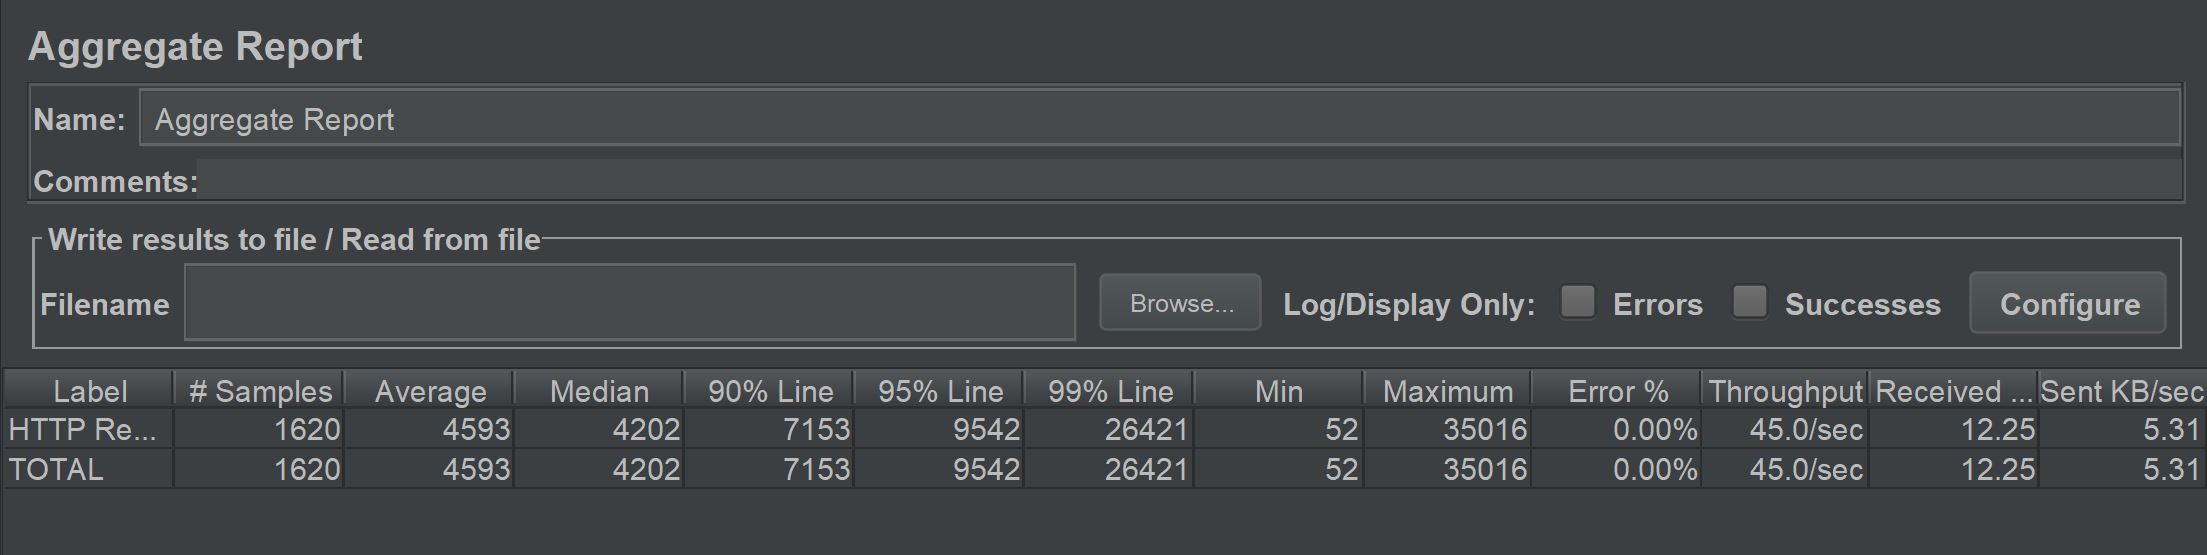 Aggregate Report
Name: Aggregate Report
Comments:
Write results to file / Read from file
Filename Browse... Log/Display Only: Errors Successes Configure
Label # Samples Average Median 90% Line 95% Line 99% Line Min Maximum Error % Throughput Received ... Sent KB/sec
HTTP Re... 1620 4593 4202 7153 9542 26421 52 35016 0.00% 45.0/sec 12.25 5.31
TOTAL 1620 4593 4202 7153 9542 26421 52 35016 0.00% 45.0/sec 12.25 5.31